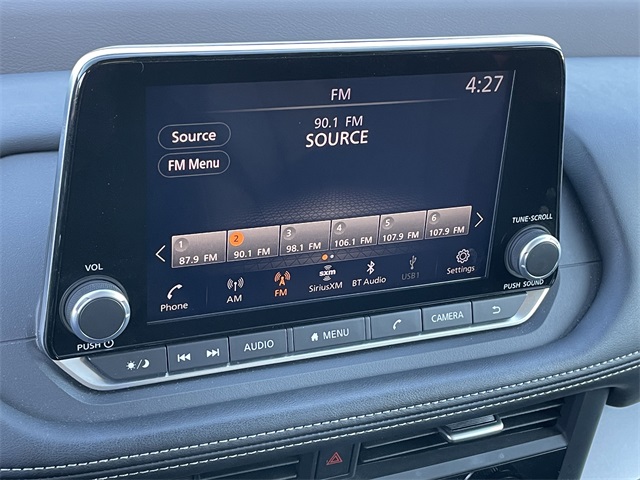 FM 4:27
90.1 FM
SOURCE
Source
FM Menu
1 2 3 4 5 6
87.9 FM 90.1 FM 98.1 FM 106.1 FM 107.9 FM 107.9 FM
Phone AM FM SiriusXM BT Audio USB1 Settings
sxm
VOL
PUSH
TUNE·SCROLL
PUSH SOUND
AUDIO MENU CAMERA